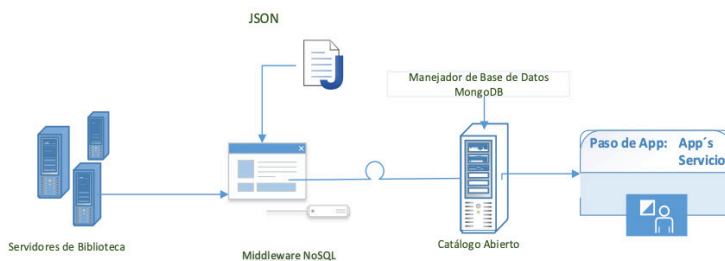 JSON
Manejador de Base de Datos
MongoDB
Paso de App: App´s
Servicio
Servidores de Biblioteca
Middleware NoSQL
Catálogo Abierto